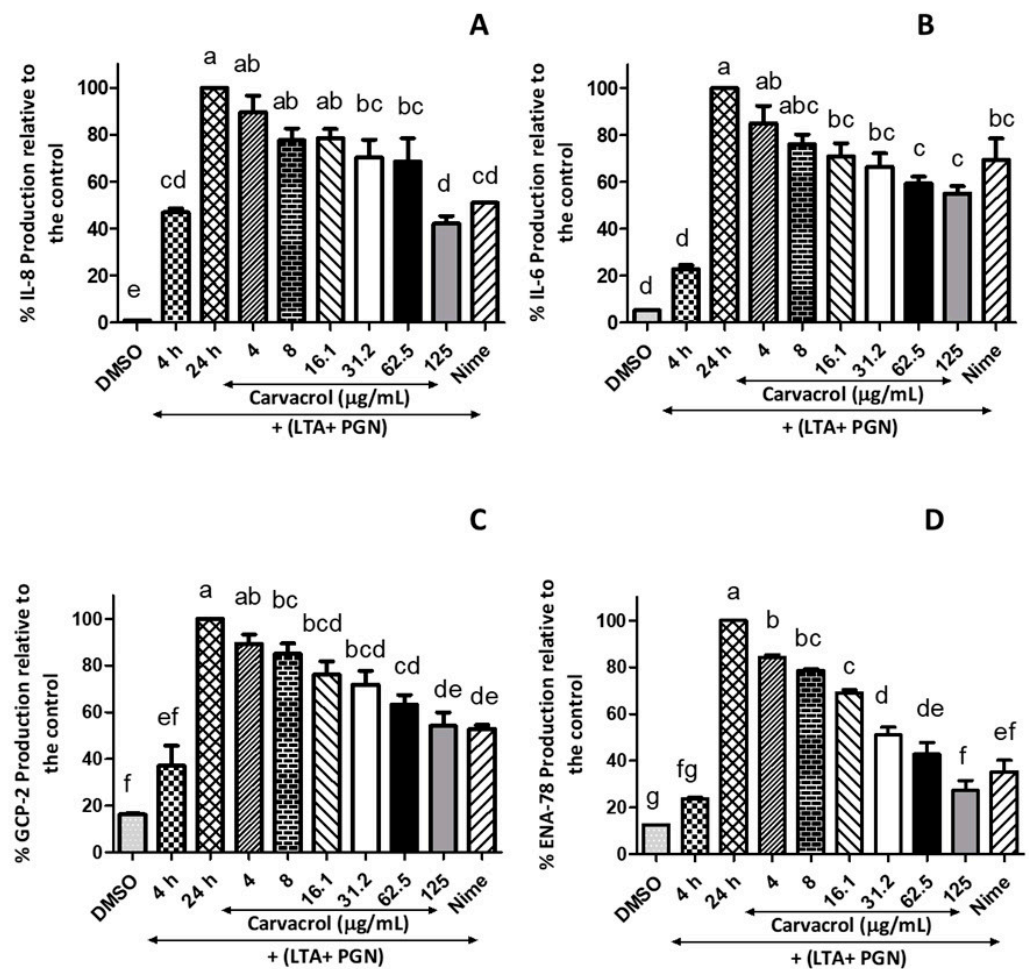 A
% IL-8 Production relative to
the control
100
80
60
40
20
0
e
cd
a
ab
ab
ab
bc
bc
d
cd
DMSO
4 h
24 h
4
8
16.1
31.2
62.5
125
Nime
Carvacrol (µg/mL)
+ (LTA+ PGN)
B
% IL-6 Production relative to
the control
100
80
60
40
20
0
d
d
a
ab
abc
bc
bc
c
c
bc
DMSO
4 h
24 h
4
8
16.1
31.2
62.5
125
Nime
Carvacrol (µg/mL)
+ (LTA+ PGN)
C
% GCP-2 Production relative to
the control
100
80
60
40
20
0
f
ef
a
ab
bc
bcd
bcd
cd
de
de
DMSO
4 h
24 h
4
8
16.1
31.2
62.5
125
Nime
Carvacrol (µg/mL)
+ (LTA+ PGN)
D
% ENA-78 Production relative to
the control
100
80
60
40
20
0
g
fg
a
b
bc
c
d
de
f
ef
DMSO
4 h
24 h
4
8
16.1
31.2
62.5
125
Nime
Carvacrol (µg/mL)
+ (LTA+ PGN)